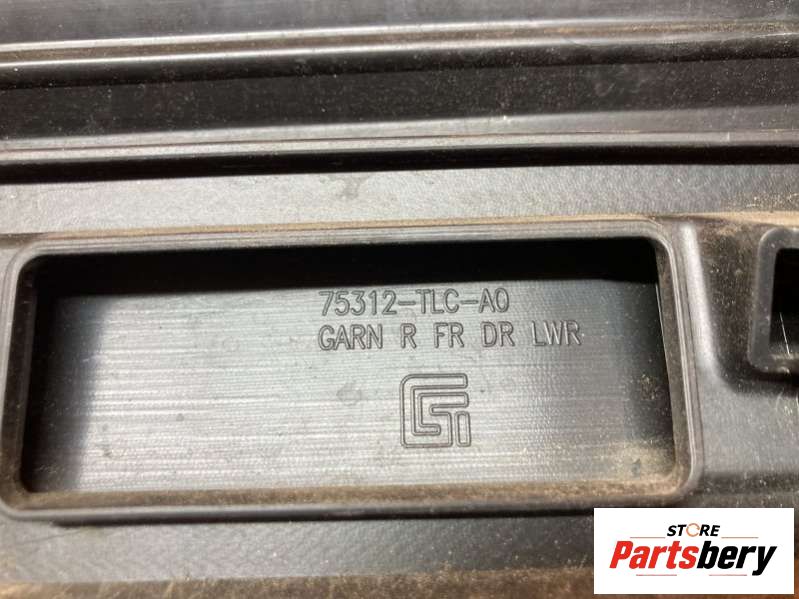 75312-TLC-A0
GARN R FR DR LWR
STORE
Partsbery